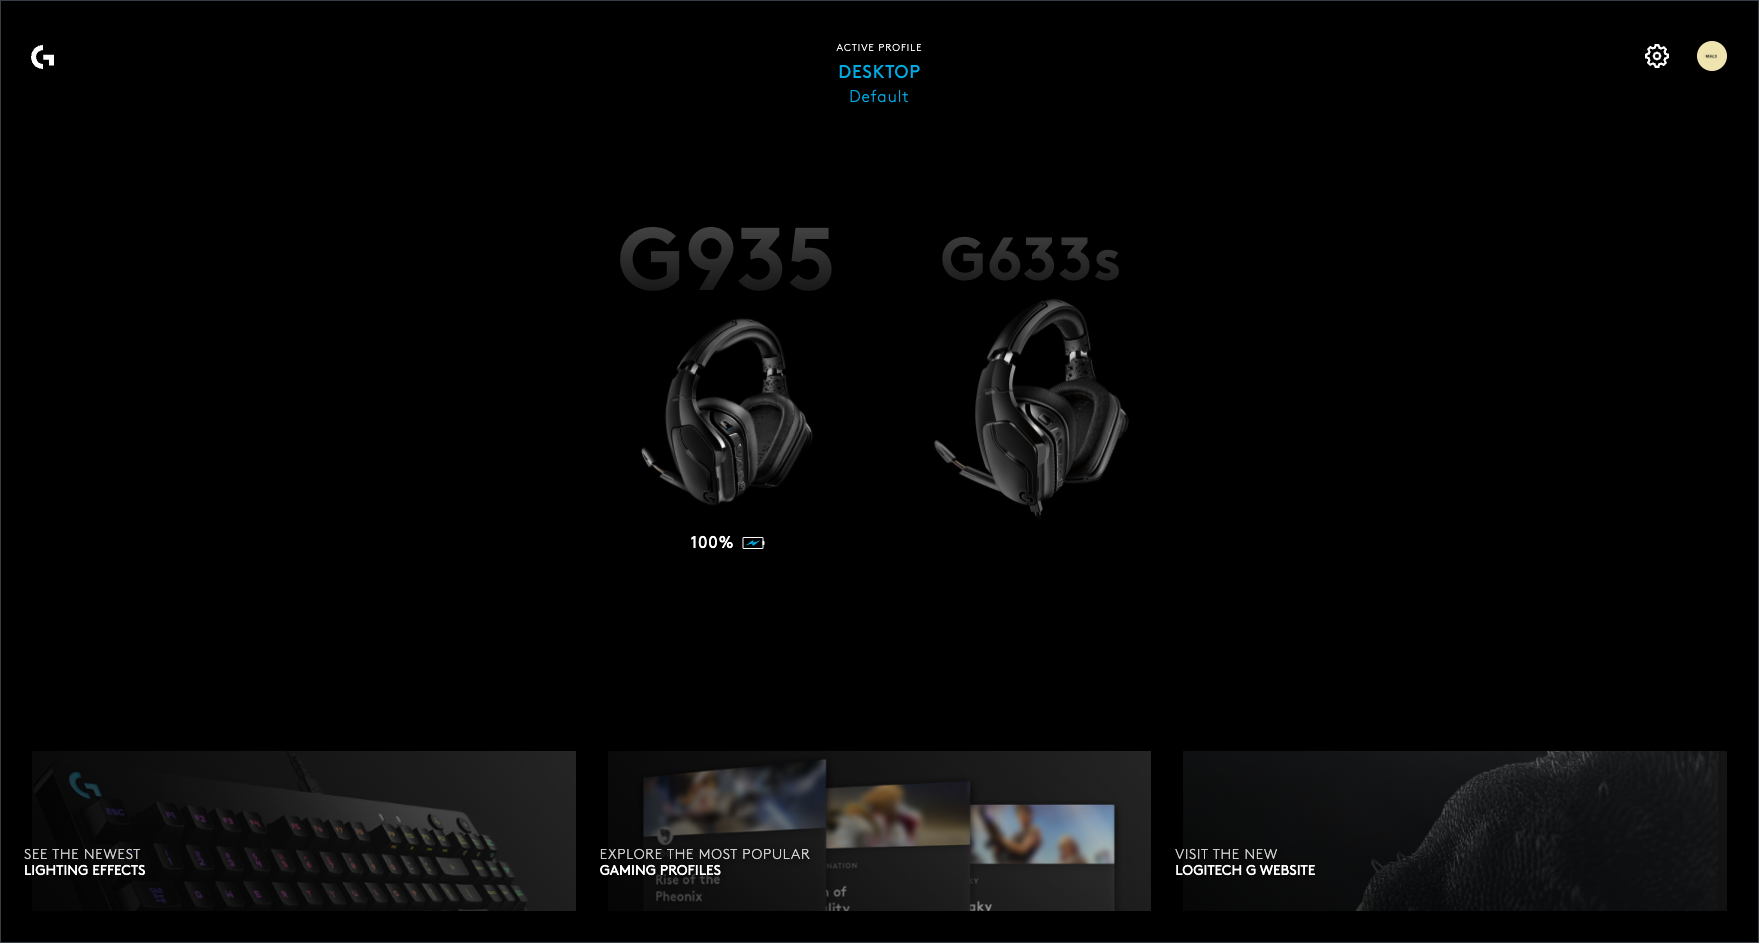 ACTIVE PROFILE
DESKTOP
Default
G935
G633s
100%
SEE THE NEWEST
LIGHTING EFFECTS
EXPLORE THE MOST POPULAR
GAMING PROFILES
Rise of the
Pheonix
VISIT THE NEW
LOGITECH G WEBSITE